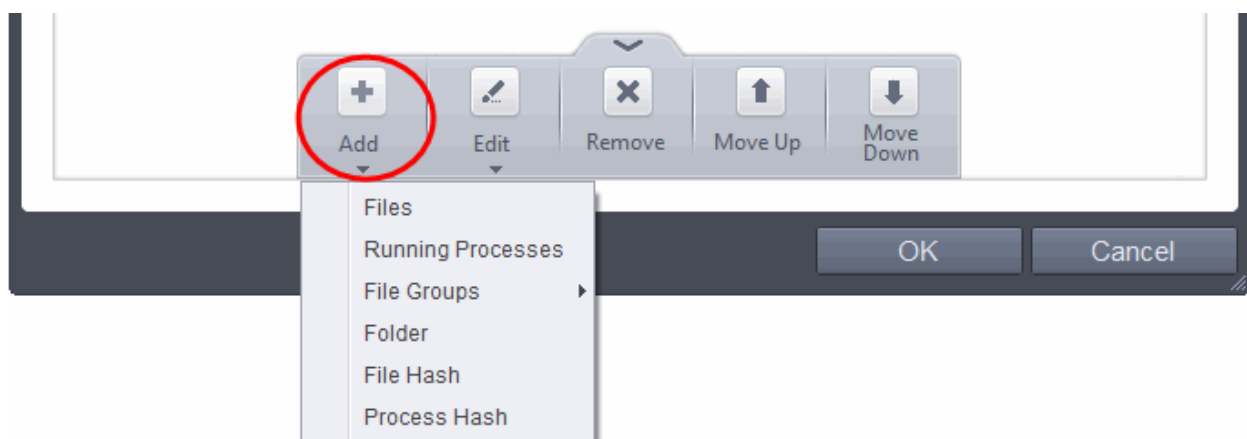 Add
Edit
Remove
Move Up
Move
Down
Files
Running Processes
File Groups
Folder
File Hash
Process Hash
OK
Cancel